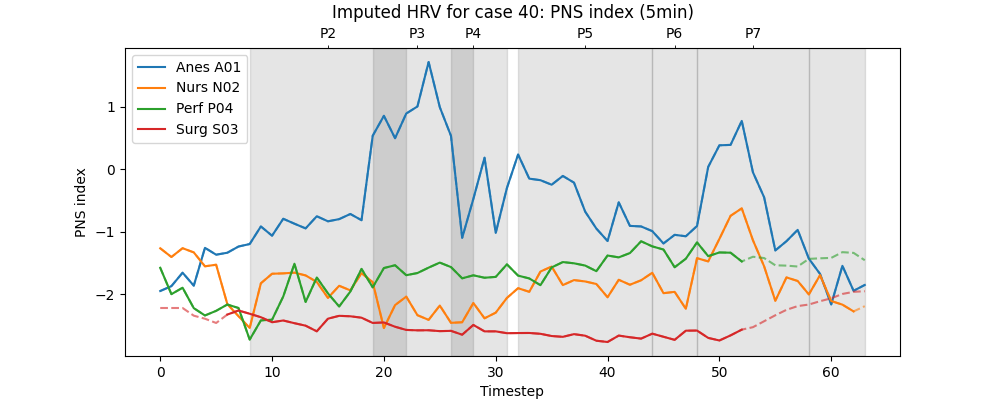 Imputed HRV for case 40: PNS index (5min)
P2 P3 P4 P5 P6 P7
Anes A01
Nurs N02
Perf P04
Surg S03
PNS index
1
0
−1
−2
0 10 20 30 40 50 60
Timestep